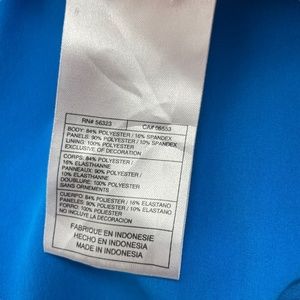 RN# 56323 CA# 05553
BODY: 84% POLYESTER / 16% SPANDEX
PANELS: 90% POLYESTER / 10% SPANDEX
LINING: 100% POLYESTER
EXCLUSIVE OF DECORATION
CORPS: 84% POLYESTER /
16% ELASTHANNE
PANNEAUX: 90% POLYESTER /
10% ELASTHANNE
DOUBLURE: 100% POLYESTER
SANS ORNEMENTS
CUERPO: 84% POLIESTER / 16% ELASTANO
PANELES: 90% POLIESTER / 10% ELASTANO
FORRO: 100% POLIESTER
NO INCLUYE LA DECORACION
FABRIQUE EN INDONESIE
HECHO EN INDONESIA
MADE IN INDONESIA